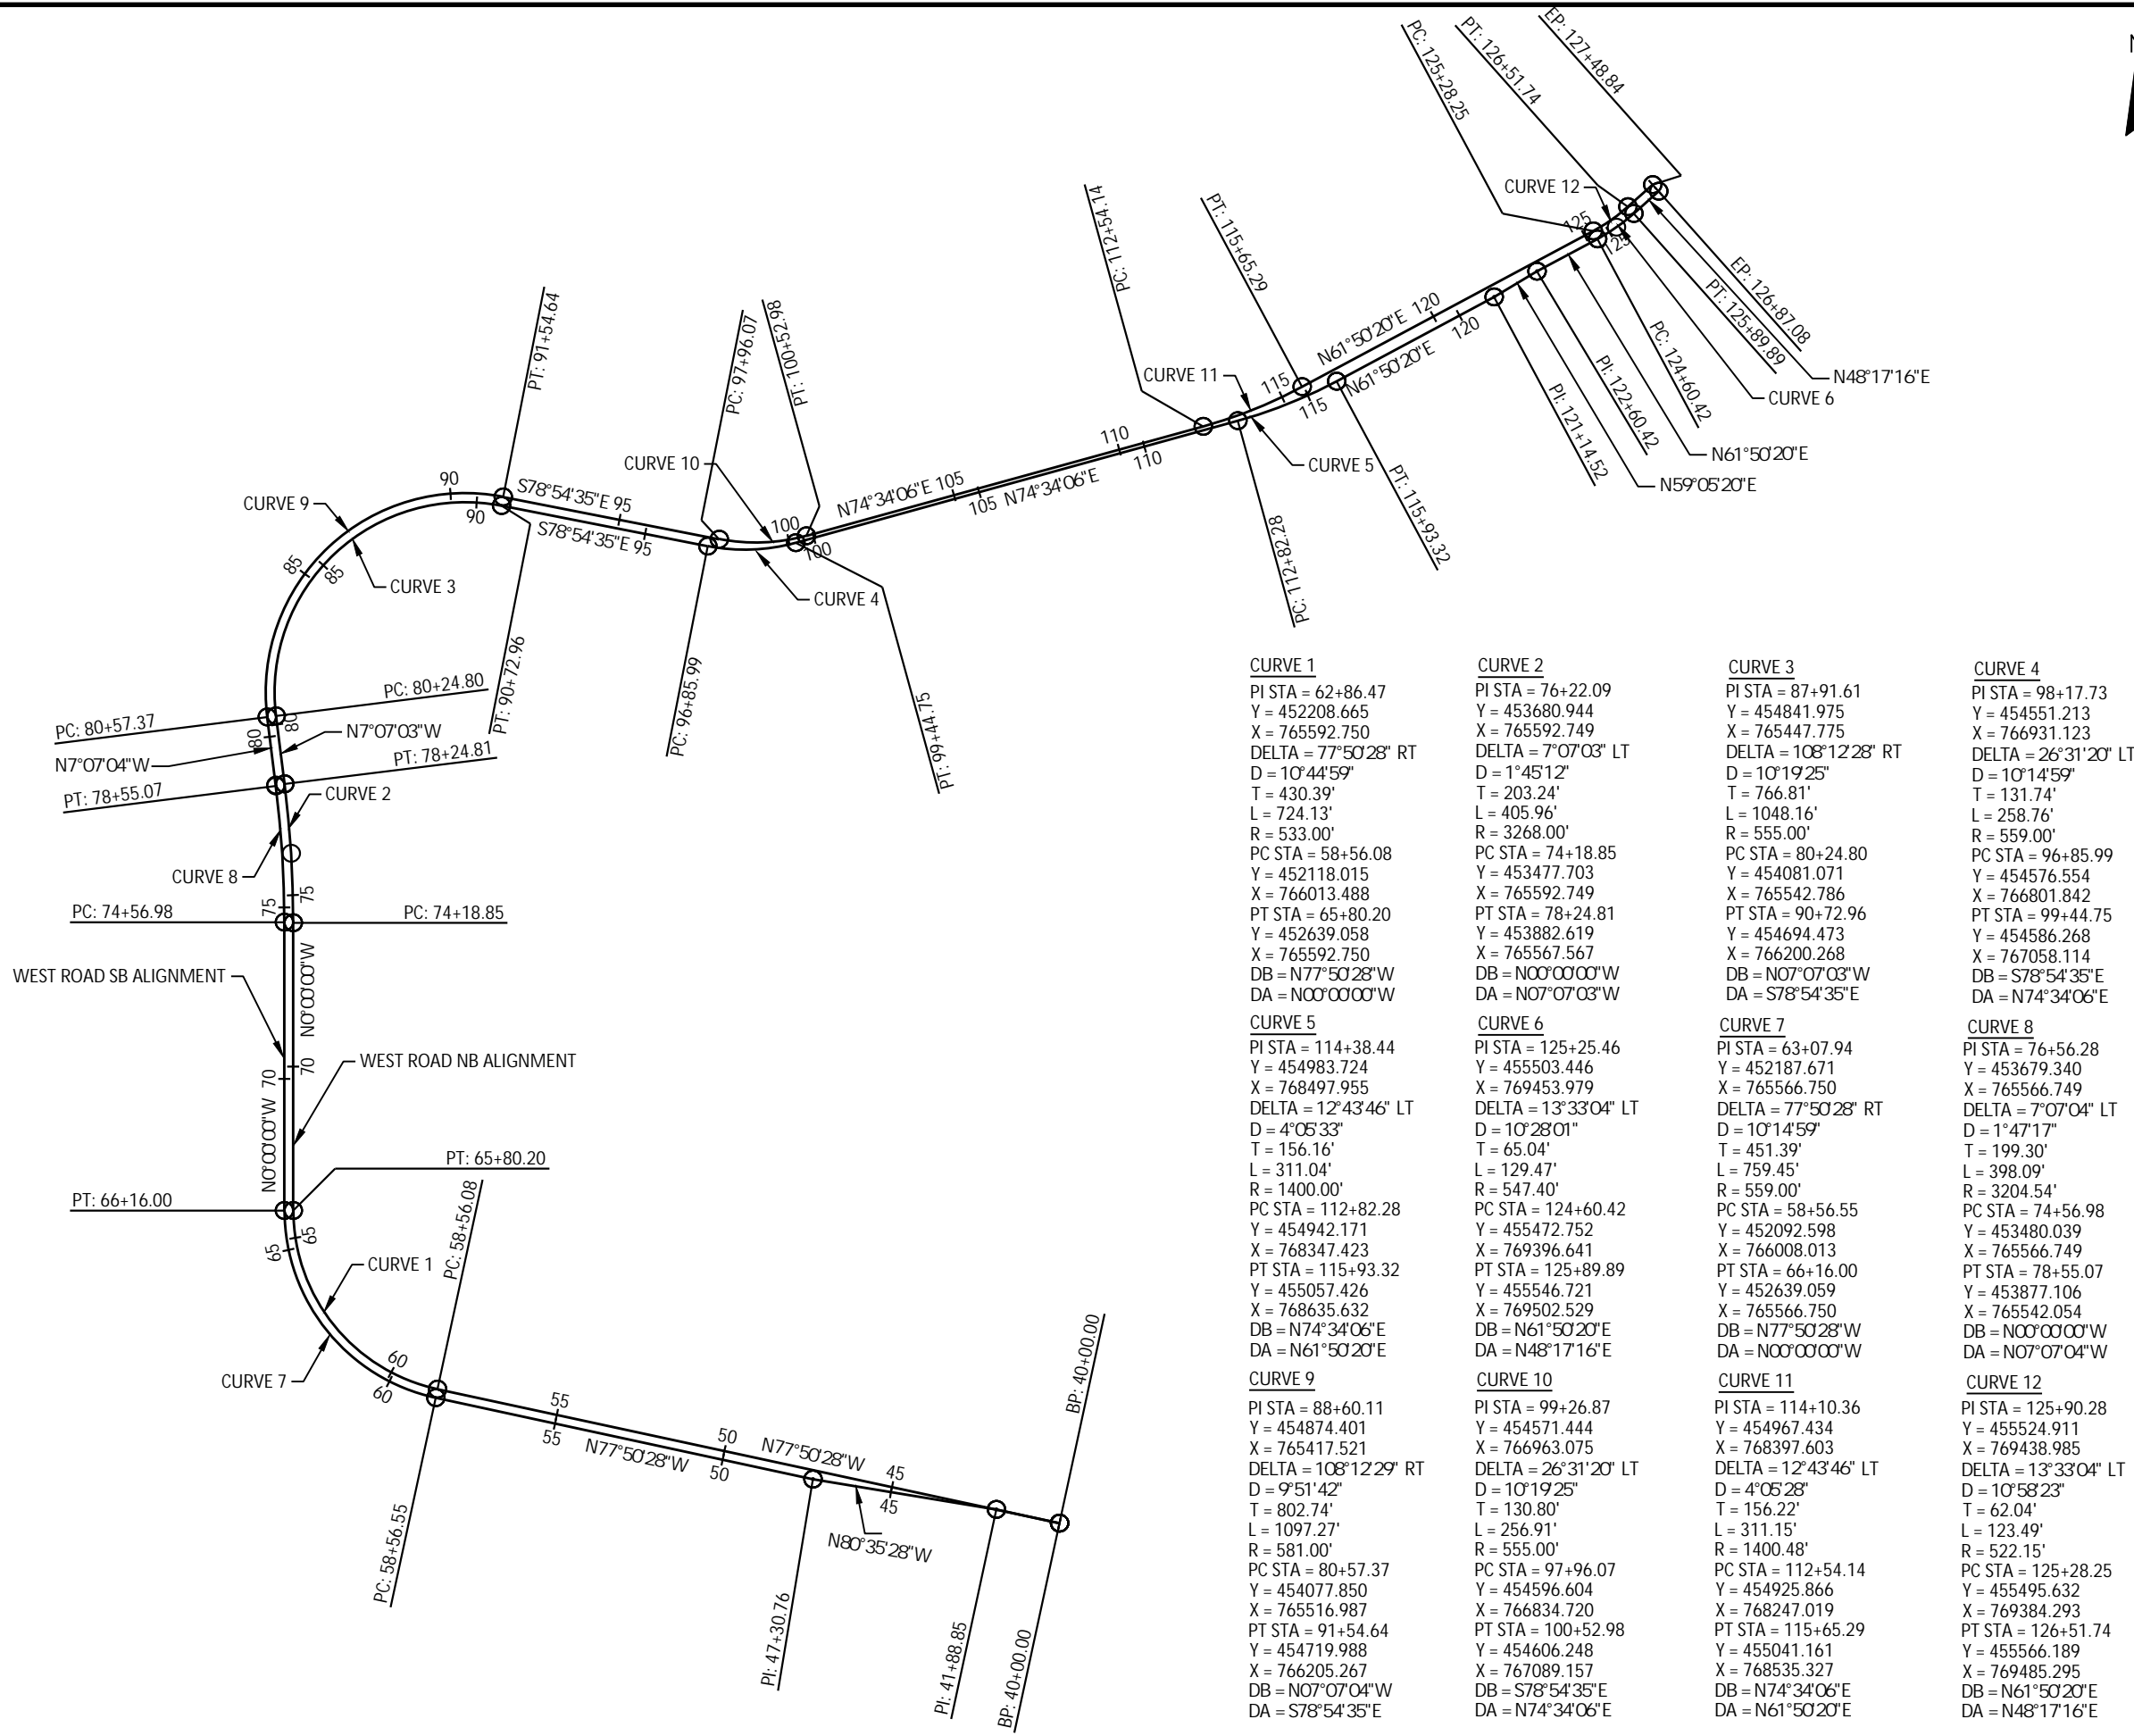 EP: 127+48.84
PT: 126+51.74
PC: 125+28.25
N
CURVE 12
125
125
PC: 112+54.14
PT: 115+65.29
EP: 126+87.08
PT: 125+89.89
N48°17'16"E
CURVE 6
PC: 124+60.42
PI: 122+60.42
N61°50'20"E
PI: 121+14.52
N59°05'20"E
N61°50'20"E 120
120
N61°50'20"E
CURVE 11
115
115
CURVE 5
PT: 115+93.32
PC: 112+82.28
PT: 91+54.64
PC: 97+96.07
PT: 100+52.98
110
110
CURVE 10
N74°34'06"E 105
105 N74°34'06"E
90
90
CURVE 9
S78°54'35"E 95
S78°54'35"E 95
100
100
85
85
CURVE 3
CURVE 4
PT: 90+72.96
PC: 96+85.99
PT: 99+44.75
PC: 80+24.80
PC: 80+57.37
80
80
N7°07'03"W
N7°07'04"W
PT: 78+24.81
PT: 78+55.07
CURVE 2
CURVE 8
75
75
PC: 74+56.98
PC: 74+18.85
WEST ROAD SB ALIGNMENT
N0°00'00"W
70
70
WEST ROAD NB ALIGNMENT
N0°00'00"W
PT: 65+80.20
PT: 66+16.00
65
65
PC: 58+56.08
CURVE 1
60
60
CURVE 7
BP: 40+00.00
55
55
50
50
N77°50'28"W
N77°50'28"W
45
45
N80°35'28"W
PC: 58+56.55
PI: 47+30.76
PI: 41+88.85
BP: 40+00.00
CURVE 1
PI STA = 62+86.47
Y = 452208.665
X = 765592.750
DELTA = 77°50'28" RT
D = 10°44'59"
T = 430.39'
L = 724.13'
R = 533.00'
PC STA = 58+56.08
Y = 452118.015
X = 766013.488
PT STA = 65+80.20
Y = 452639.058
X = 765592.750
DB = N77°50'28"W
DA = N00°00'00"W
CURVE 2
PI STA = 76+22.09
Y = 453680.944
X = 765592.749
DELTA = 7°07'03" LT
D = 1°45'12"
T = 203.24'
L = 405.96'
R = 3268.00'
PC STA = 74+18.85
Y = 453477.703
X = 765592.749
PT STA = 78+24.81
Y = 453882.619
X = 765567.567
DB = N00°00'00"W
DA = N07°07'03"W
CURVE 3
PI STA = 87+91.61
Y = 454841.975
X = 765447.775
DELTA = 108°12'28" RT
D = 10°19'25"
T = 766.81'
L = 1048.16'
R = 555.00'
PC STA = 80+24.80
Y = 454081.071
X = 765542.786
PT STA = 90+72.96
Y = 454694.473
X = 766200.268
DB = N07°07'03"W
DA = S78°54'35"E
CURVE 4
PI STA = 98+17.73
Y = 454551.213
X = 766931.123
DELTA = 26°31'20" LT
D = 10°14'59"
T = 131.74'
L = 258.76'
R = 559.00'
PC STA = 96+85.99
Y = 454576.554
X = 766801.842
PT STA = 99+44.75
Y = 454586.268
X = 767058.114
DB = S78°54'35"E
DA = N74°34'06"E
CURVE 5
PI STA = 114+38.44
Y = 454983.724
X = 768497.955
DELTA = 12°43'46" LT
D = 4°05'33"
T = 156.16'
L = 311.04'
R = 1400.00'
PC STA = 112+82.28
Y = 454942.171
X = 768347.423
PT STA = 115+93.32
Y = 455057.426
X = 768635.632
DB = N74°34'06"E
DA = N61°50'20"E
CURVE 6
PI STA = 125+25.46
Y = 455503.446
X = 769453.979
DELTA = 13°33'04" LT
D = 10°28'01"
T = 65.04'
L = 129.47'
R = 547.40'
PC STA = 124+60.42
Y = 455472.752
X = 769396.641
PT STA = 125+89.89
Y = 455546.721
X = 769502.529
DB = N61°50'20"E
DA = N48°17'16"E
CURVE 7
PI STA = 63+07.94
Y = 452187.671
X = 765566.750
DELTA = 77°50'28" RT
D = 10°14'59"
T = 451.39'
L = 759.45'
R = 559.00'
PC STA = 58+56.55
Y = 452092.598
X = 766008.013
PT STA = 66+16.00
Y = 452639.059
X = 765566.750
DB = N77°50'28"W
DA = N00°00'00"W
CURVE 8
PI STA = 76+56.28
Y = 453679.340
X = 765566.749
DELTA = 7°07'04" LT
D = 1°47'17"
T = 199.30'
L = 398.09'
R = 3204.54'
PC STA = 74+56.98
Y = 453480.039
X = 765566.749
PT STA = 78+55.07
Y = 453877.106
X = 765542.054
DB = N00°00'00"W
DA = N07°07'04"W
CURVE 9
PI STA = 88+60.11
Y = 454874.401
X = 765417.521
DELTA = 108°12'29" RT
D = 9°51'42"
T = 802.74'
L = 1097.27'
R = 581.00'
PC STA = 80+57.37
Y = 454077.850
X = 765516.987
PT STA = 91+54.64
Y = 454719.988
X = 766205.267
DB = N07°07'04"W
DA = S78°54'35"E
CURVE 10
PI STA = 99+26.87
Y = 454571.444
X = 766963.075
DELTA = 26°31'20" LT
D = 10°19'25"
T = 130.80'
L = 256.91'
R = 555.00'
PC STA = 97+96.07
Y = 454596.604
X = 766834.720
PT STA = 100+52.98
Y = 454606.248
X = 767089.157
DB = S78°54'35"E
DA = N74°34'06"E
CURVE 11
PI STA = 114+10.36
Y = 454967.434
X = 768397.603
DELTA = 12°43'46" LT
D = 4°05'28"
T = 156.22'
L = 311.15'
R = 1400.48'
PC STA = 112+54.14
Y = 454925.866
X = 768247.019
PT STA = 115+65.29
Y = 455041.161
X = 768535.327
DB = N74°34'06"E
DA = N61°50'20"E
CURVE 12
PI STA = 125+90.28
Y = 455524.911
X = 769438.985
DELTA = 13°33'04" LT
D = 10°58'23"
T = 62.04'
L = 123.49'
R = 522.15'
PC STA = 125+28.25
Y = 455495.632
X = 769384.293
PT STA = 126+51.74
Y = 455566.189
X = 769485.295
DB = N61°50'20"E
DA = N48°17'16"E